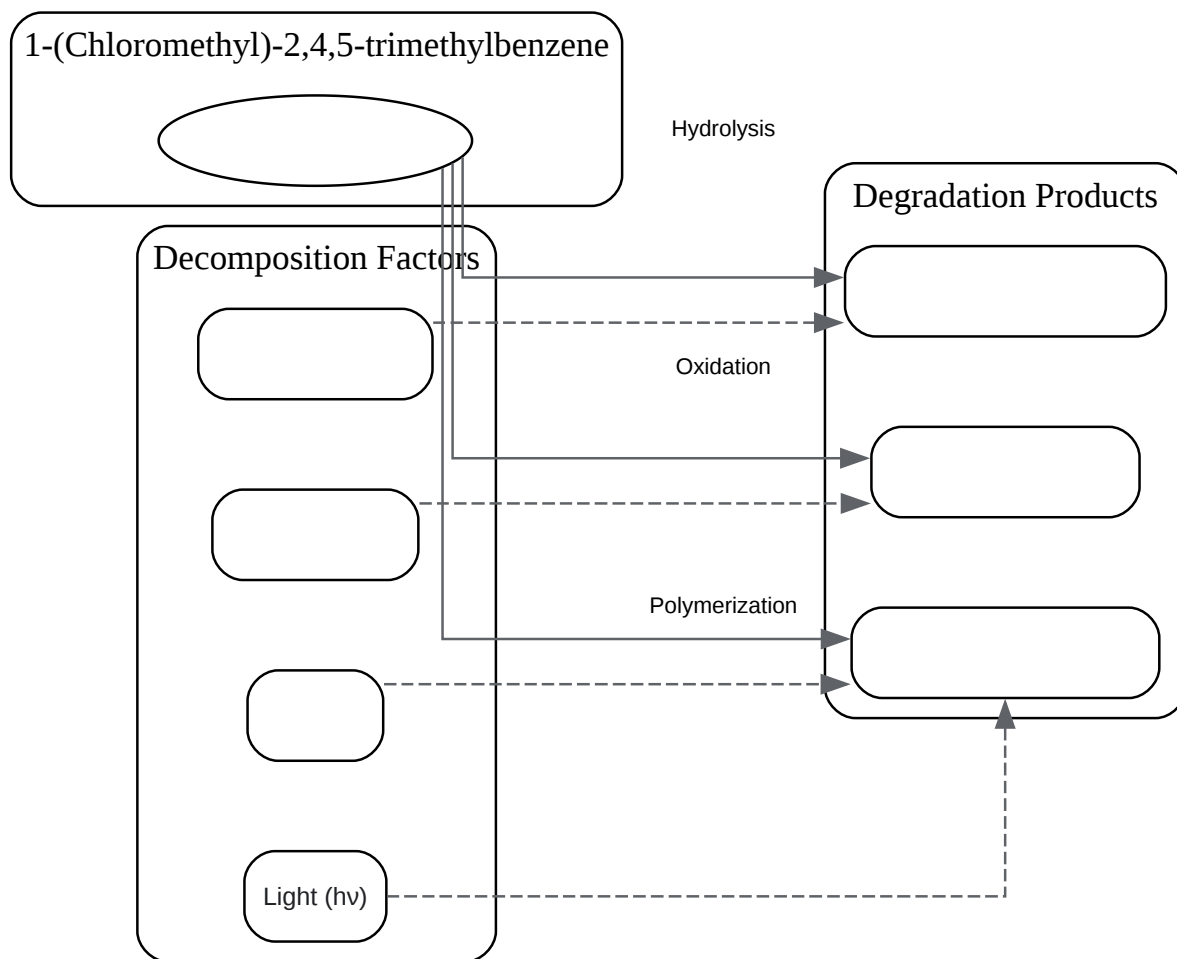 1-(Chloromethyl)-2,4,5-trimethylbenzene
Hydrolysis
Degradation Products
Decomposition Factors
Oxidation
Polymerization
Light (hν)